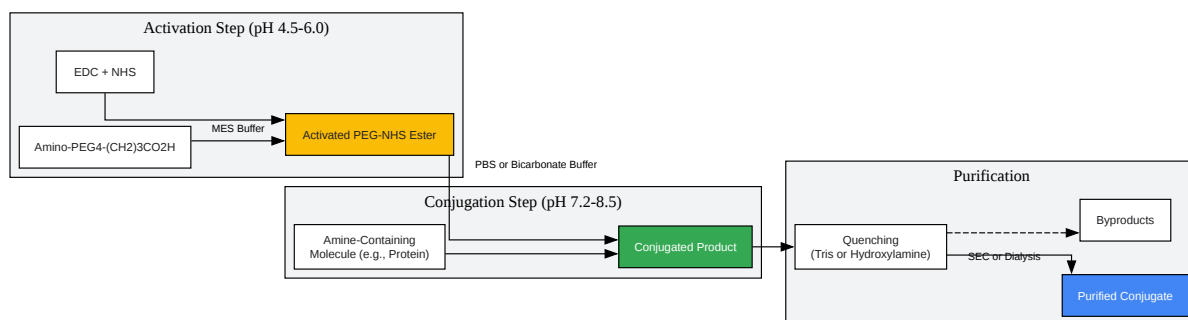 Activation Step (pH 4.5-6.0)
EDC + NHS
MES Buffer
Amino-PEG4-(CH2)3CO2H
Activated PEG-NHS Ester
PBS or Bicarbonate Buffer
Conjugation Step (pH 7.2-8.5)
Amine-Containing
Molecule (e.g., Protein)
Conjugated Product
Purification
Quenching
(Tris or Hydroxylamine)
Byproducts
SEC or Dialysis
Purified Conjugate